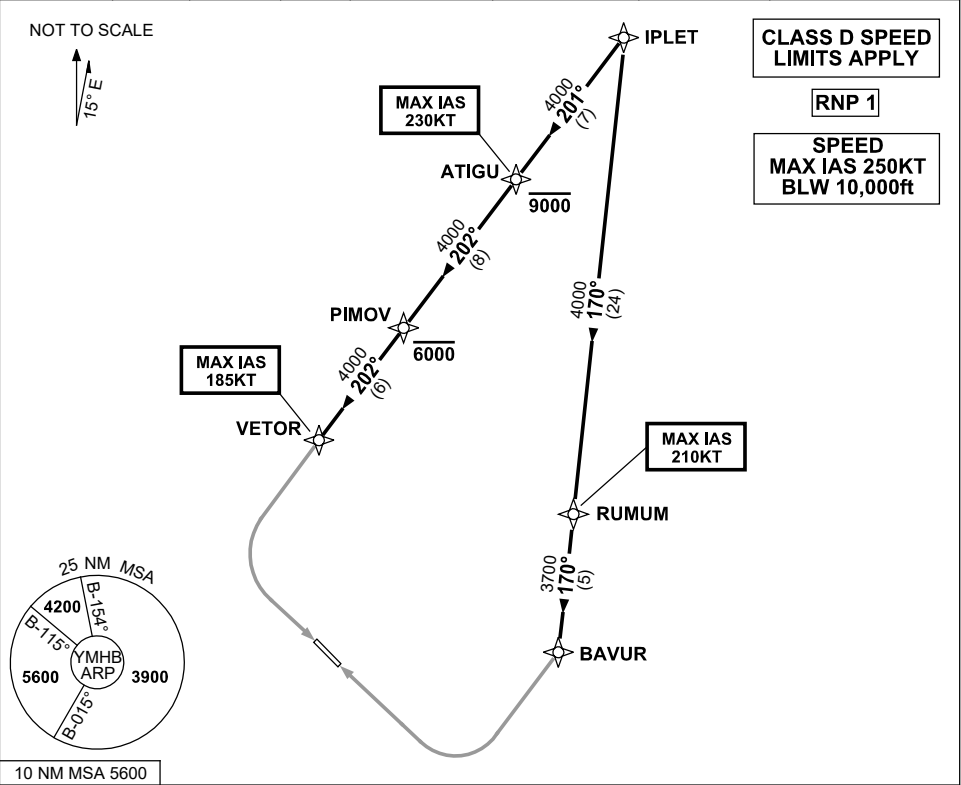 NOT TO SCALE
15° E
IPLET
CLASS D SPEED
LIMITS APPLY
RNP 1
SPEED
MAX IAS 250KT
BLW 10,000ft
MAX IAS
230KT
4000
201°
(7)
ATIGU
9000
4000
202°
(8)
4000
170°
(24)
PIMOV
6000
MAX IAS
185KT
4000
202°
(6)
VETOR
MAX IAS
210KT
RUMUM
3700
170°
(5)
BAVUR
25 NM MSA
4200
B-154°
B-115°
YMHB
ARP
5600
3900
B-015°
10 NM MSA 5600